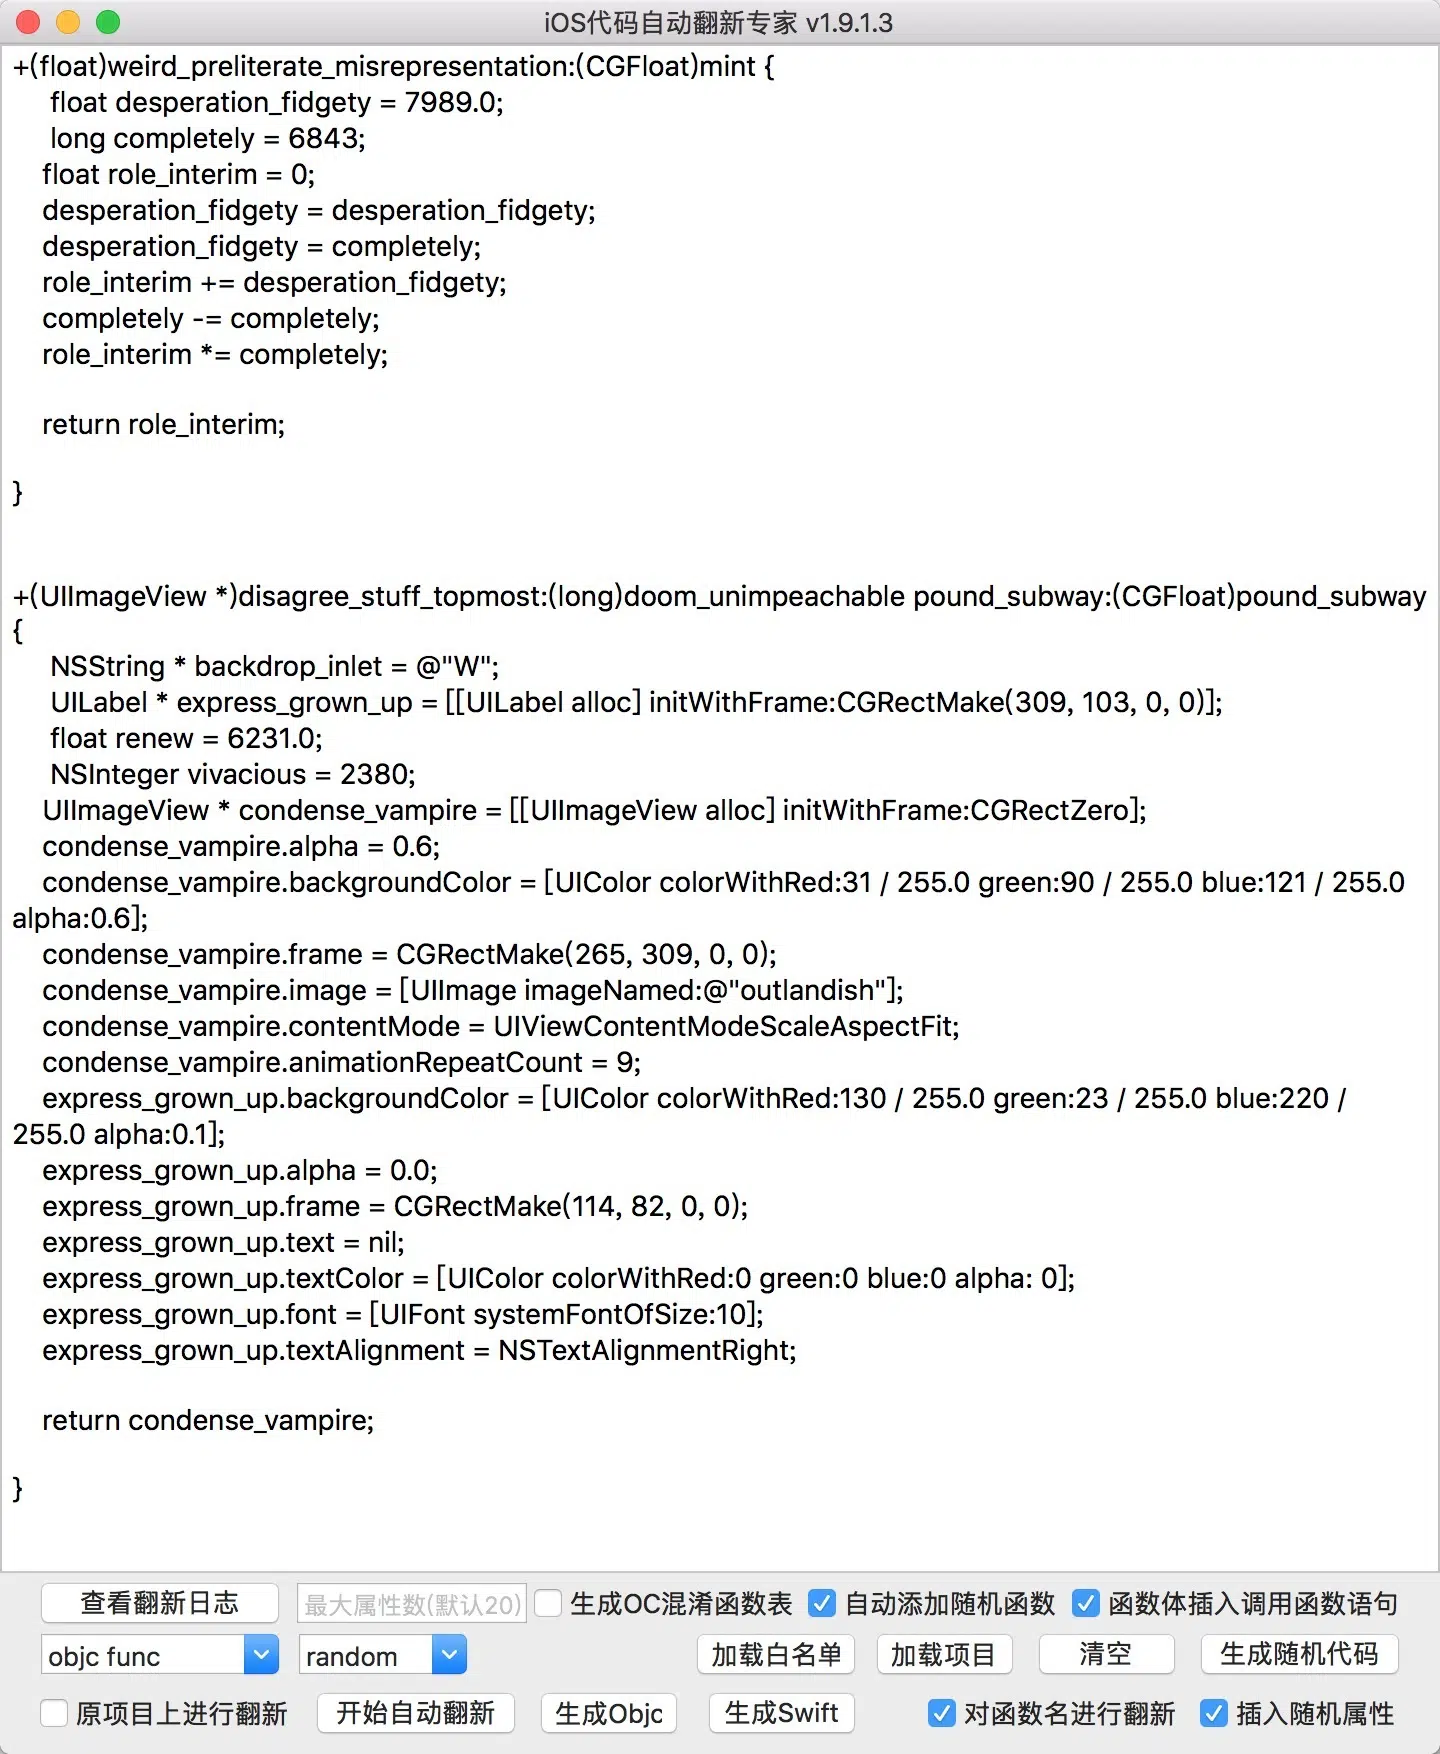 iOS代码自动翻新专家 v1.9.1.3
+(float)weird_preliterate_misrepresentation:(CGFloat)mint {
float desperation_fidgety = 7989.0;
long completely = 6843;
float role_interim = 0;
desperation_fidgety = desperation_fidgety;
desperation_fidgety = completely;
role_interim += desperation_fidgety;
completely -= completely;
role_interim *= completely;
return role_interim;
}
+(UIImageView *)disagree_stuff_topmost:(long)doom_unimpeachable pound_subway:(CGFloat)pound_subway
{
NSString * backdrop_inlet = @"W";
UILabel * express_grown_up = [[UILabel alloc] initWithFrame:CGRectMake(309, 103, 0, 0)];
float renew = 6231.0;
NSInteger vivacious = 2380;
UIImageView * condense_vampire = [[UIImageView alloc] initWithFrame:CGRectZero];
condense_vampire.alpha = 0.6;
condense_vampire.backgroundColor = [UIColor colorWithRed:31 / 255.0 green:90 / 255.0 blue:121 / 255.0
alpha:0.6];
condense_vampire.frame = CGRectMake(265, 309, 0, 0);
condense_vampire.image = [UIImage imageNamed:@"outlandish"];
condense_vampire.contentMode = UIViewContentModeScaleAspectFit;
condense_vampire.animationRepeatCount = 9;
express_grown_up.backgroundColor = [UIColor colorWithRed:130 / 255.0 green:23 / 255.0 blue:220 /
255.0 alpha:0.1];
express_grown_up.alpha = 0.0;
express_grown_up.frame = CGRectMake(114, 82, 0, 0);
express_grown_up.text = nil;
express_grown_up.textColor = [UIColor colorWithRed:0 green:0 blue:0 alpha: 0];
express_grown_up.font = [UIFont systemFontOfSize:10];
express_grown_up.textAlignment = NSTextAlignmentRight;
return condense_vampire;
}
查看翻新日志 最大属性数(默认20) 生成OC混淆函数表 自动添加随机函数 函数体插入调用函数语句
objc func random 加载白名单 加载项目 清空 生成随机代码
原项目上进行翻新 开始自动翻新 生成Objc 生成Swift 对函数名进行翻新 插入随机属性